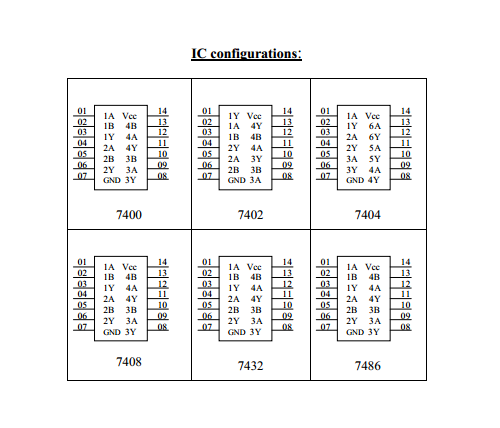 IC configurations:
01 1A Vcc 14
02 1B 4B 13
03 1Y 4A 12
04 2A 4Y 11
05 2B 3B 10
06 2Y 3A 09
07 GND 3Y 08
7400
01 1Y Vcc 14
02 1A 4Y 13
03 1B 4B 12
04 2Y 4A 11
05 2A 3Y 10
06 2B 3B 09
07 GND 3A 08
7402
01 1A Vcc 14
02 1Y 6A 13
03 2A 6Y 12
04 2Y 5A 11
05 3A 5Y 10
06 3Y 4A 09
07 GND 4Y 08
7404
01 1A Vcc 14
02 1B 4B 13
03 1Y 4A 12
04 2A 4Y 11
05 2B 3B 10
06 2Y 3A 09
07 GND 3Y 08
7408
01 1A Vcc 14
02 1B 4B 13
03 1Y 4A 12
04 2A 4Y 11
05 2B 3B 10
06 2Y 3A 09
07 GND 3Y 08
7432
01 1A Vcc 14
02 1B 4B 13
03 1Y 4A 12
04 2A 4Y 11
05 2B 3B 10
06 2Y 3A 09
07 GND 3Y 08
7486